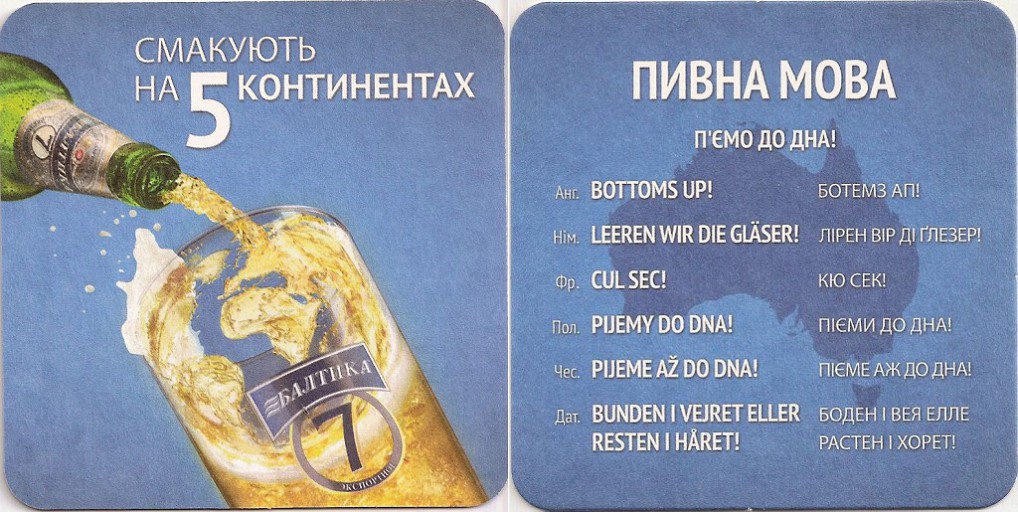 СМАКУЮТЬ
НА 5 КОНТИНЕНТАХ
7
БАЛТИКА
7
ЭКСПОРТНОЕ
ПИВНА МОВА
П'ЄМО ДО ДНА!
Анг. BOTTOMS UP! БОТЕМЗ АП!
Нім. LEEREN WIR DIE GLÄSER! ЛІРЕН ВІР ДІ ҐЛЕЗЕР!
Фр. CUL SEC! КЮ СЕК!
Пол. PIJEMY DO DNA! ПІЄМИ ДО ДНА!
Чес. PIJEME AŽ DO DNA! ПІЄМЕ АЖ ДО ДНА!
Дат. BUNDEN I VEJRET ELLER БОДЕН І ВЕЯ ЕЛЛЕ
RESTEN I HÅRET! РАСТЕН І ХОРЕТ!